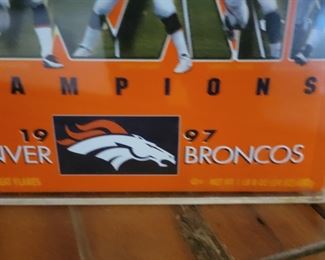 AMPIONS
19 97
NVER BRONCOS